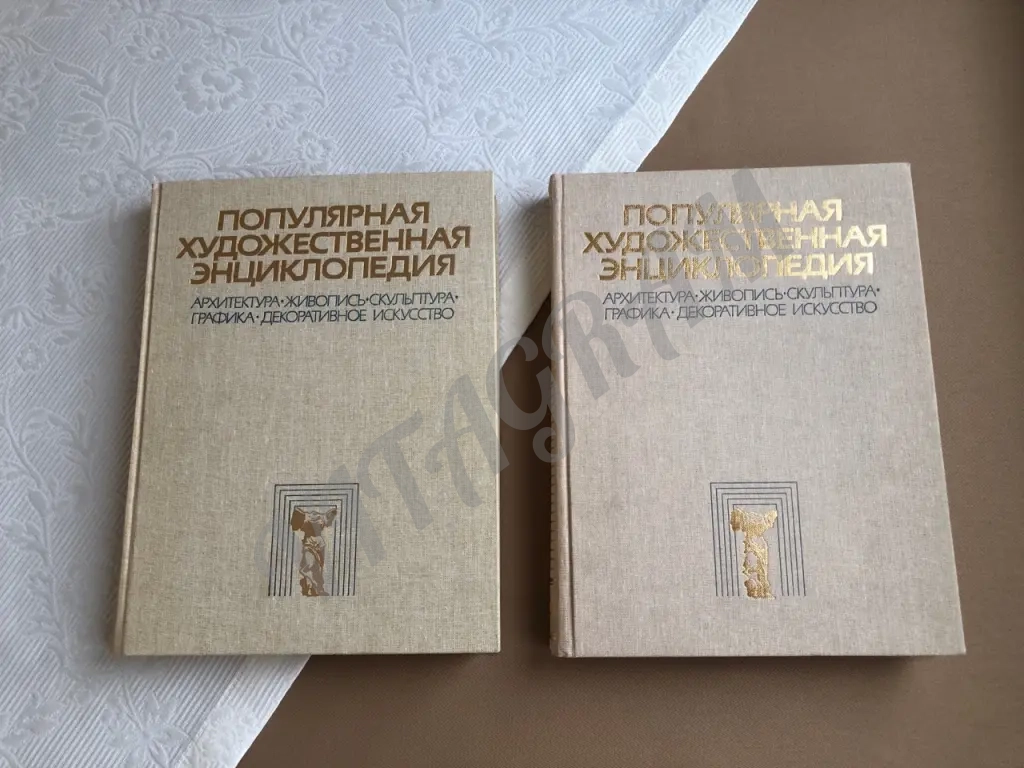 ПОПУЛЯРНАЯ
ХУДОЖЕСТВЕННАЯ
ЭНЦИКЛОПЕДИЯ
АРХИТЕКТУРА·ЖИВОПИСЬ·СКУЛЬПТУРА·
ГРАФИКА·ДЕКОРАТИВНОЕ ИСКУССТВО
ПОПУЛЯРНАЯ
ХУДОЖЕСТВЕННАЯ
ЭНЦИКЛОПЕДИЯ
АРХИТЕКТУРА·ЖИВОПИСЬ·СКУЛЬПТУРА·
ГРАФИКА·ДЕКОРАТИВНОЕ ИСКУССТВО